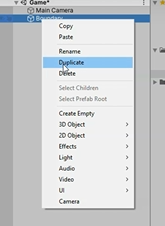 Game*
Main Camera
Boundary
Copy
Paste
Rename
Duplicate
Delete
Select Children
Select Prefab Root
Create Empty
3D Object
2D Object
Effects
Light
Audio
Video
UI
Camera